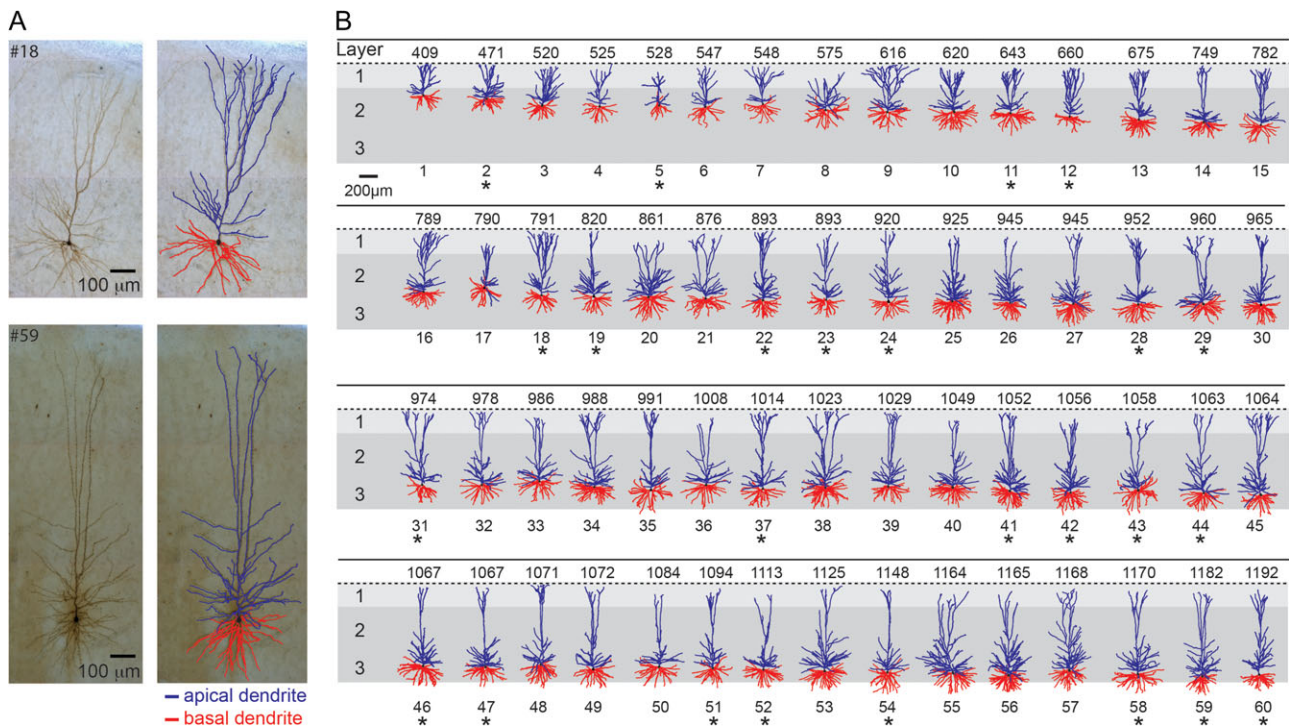 A
#18
100 μm
#59
100 μm
apical dendrite
basal dendrite
B
Layer 409 471 520 525 528 547 548 575 616 620 643 660 675 749 782
1
2
3
200μm
1 2 3 4 5 6 7 8 9 10 11 12 13 14 15
* * * *
789 790 791 820 861 876 893 893 920 925 945 945 952 960 965
1
2
3
16 17 18 19 20 21 22 23 24 25 26 27 28 29 30
* * * * * * *
974 978 986 988 991 1008 1014 1023 1029 1049 1052 1056 1058 1063 1064
1
2
3
31 32 33 34 35 36 37 38 39 40 41 42 43 44 45
* * * * * *
1067 1067 1071 1072 1084 1094 1113 1125 1148 1164 1165 1168 1170 1182 1192
1
2
3
46 47 48 49 50 51 52 53 54 55 56 57 58 59 60
* * * * * * * *